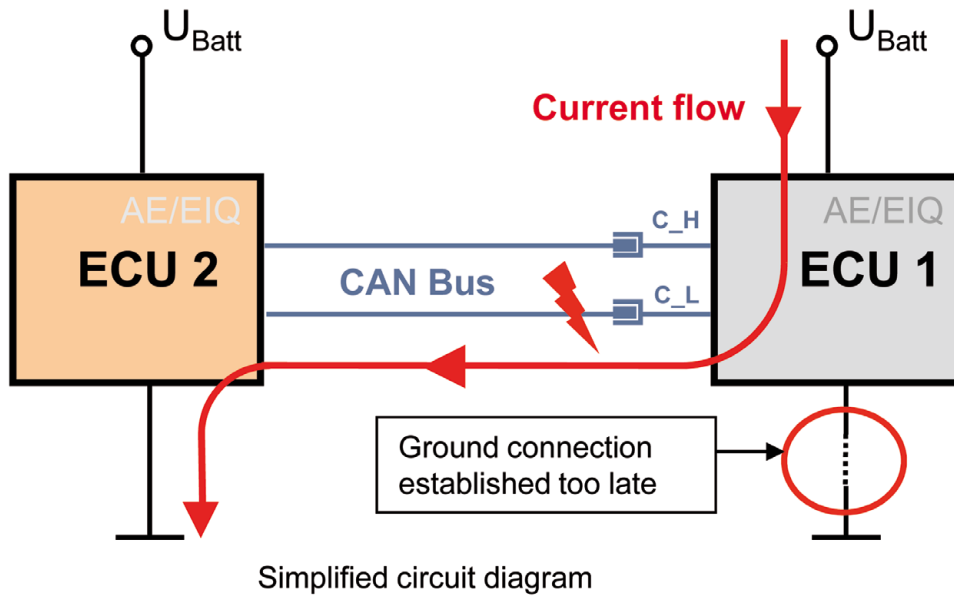 U_Batt
U_Batt
Current flow
AE/EIQ
AE/EIQ
ECU 2
C_H
ECU 1
CAN Bus
C_L
Ground connection
established too late
Simplified circuit diagram